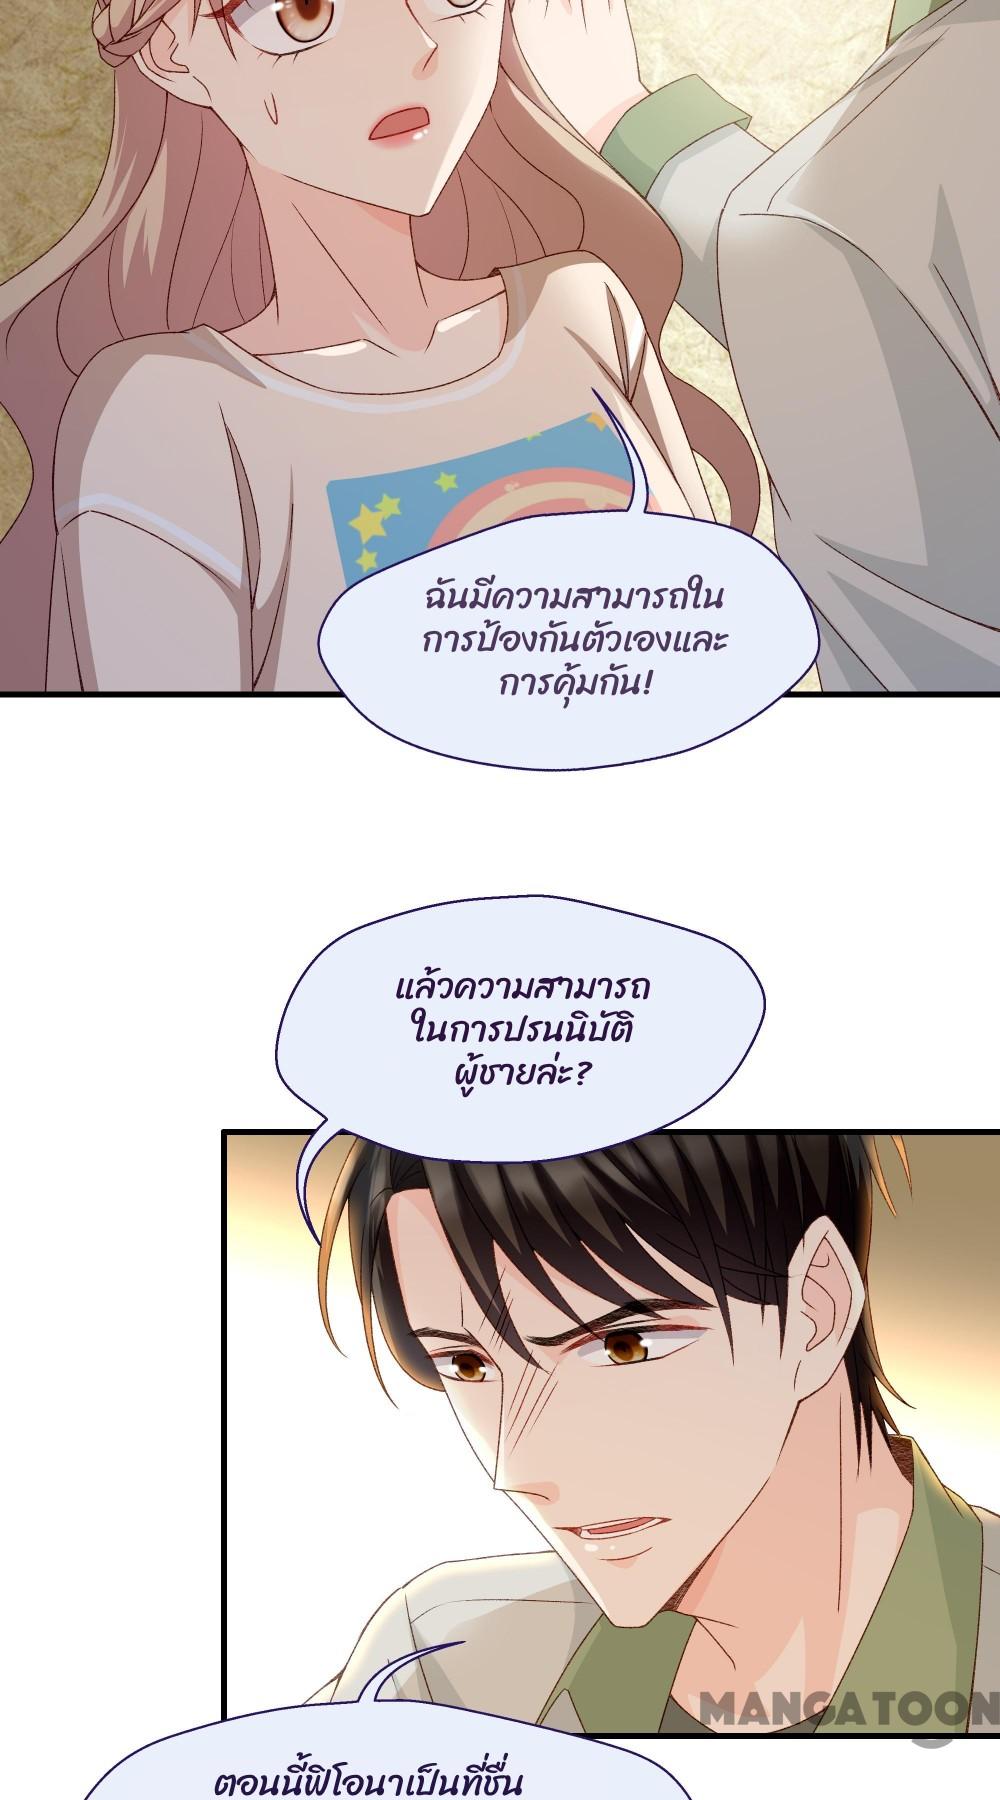 ฉันมีความสามารถใน
การป้องกันตัวเองและ
การคุ้มกัน!
แล้วความสามารถ
ในการปรนนิบัติ
ผู้ชายล่ะ?
MANGATOON
ตอนนี้ฟิโอนาเป็นที่ชื่น